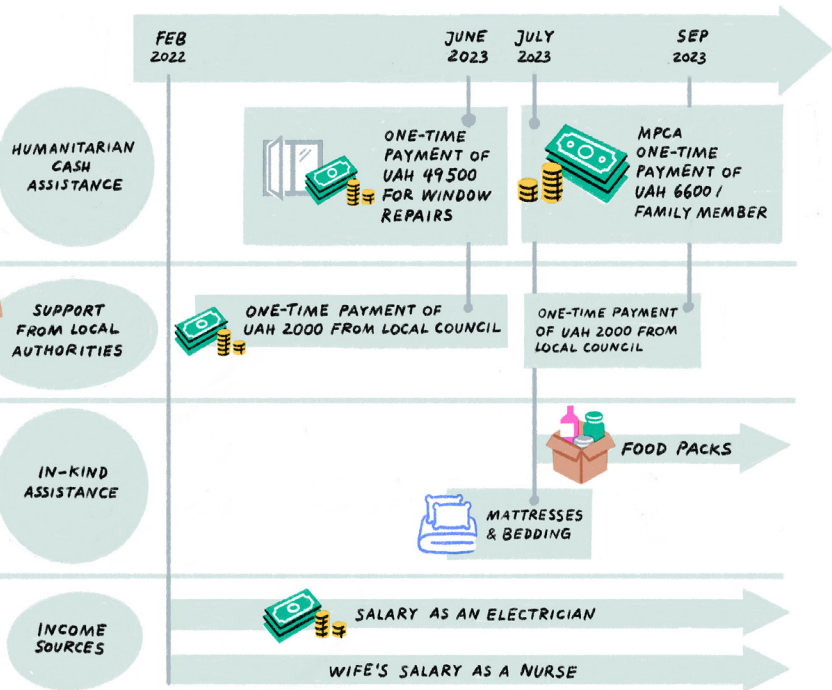 FEB
2022
JUNE
2023
JULY
2023
SEP
2023
HUMANITARIAN
CASH
ASSISTANCE
ONE-TIME
PAYMENT OF
UAH 49500
FOR WINDOW
REPAIRS
MPCA
ONE-TIME
PAYMENT OF
UAH 6600 /
FAMILY MEMBER
SUPPORT
FROM LOCAL
AUTHORITIES
ONE-TIME PAYMENT OF
UAH 2000 FROM LOCAL COUNCIL
ONE-TIME PAYMENT
OF UAH 2000 FROM
LOCAL COUNCIL
IN-KIND
ASSISTANCE
FOOD PACKS
MATTRESSES
& BEDDING
INCOME
SOURCES
SALARY AS AN ELECTRICIAN
WIFE'S SALARY AS A NURSE